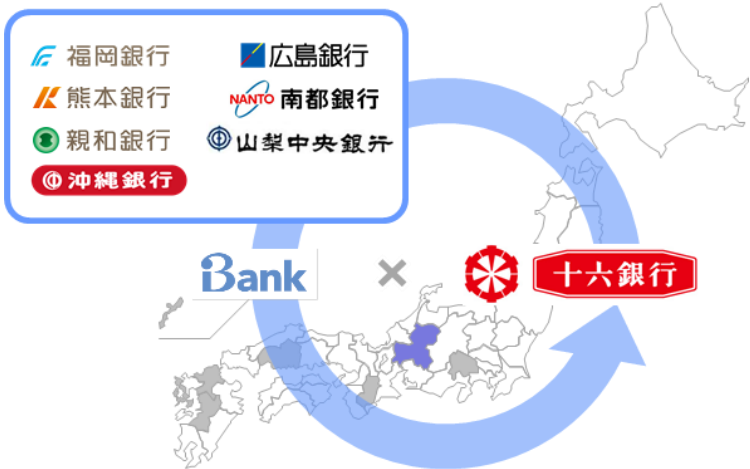 福岡銀行
熊本銀行
親和銀行
沖縄銀行
広島銀行
NANTO 南都銀行
山梨中央銀行
iBank
×
十六銀行